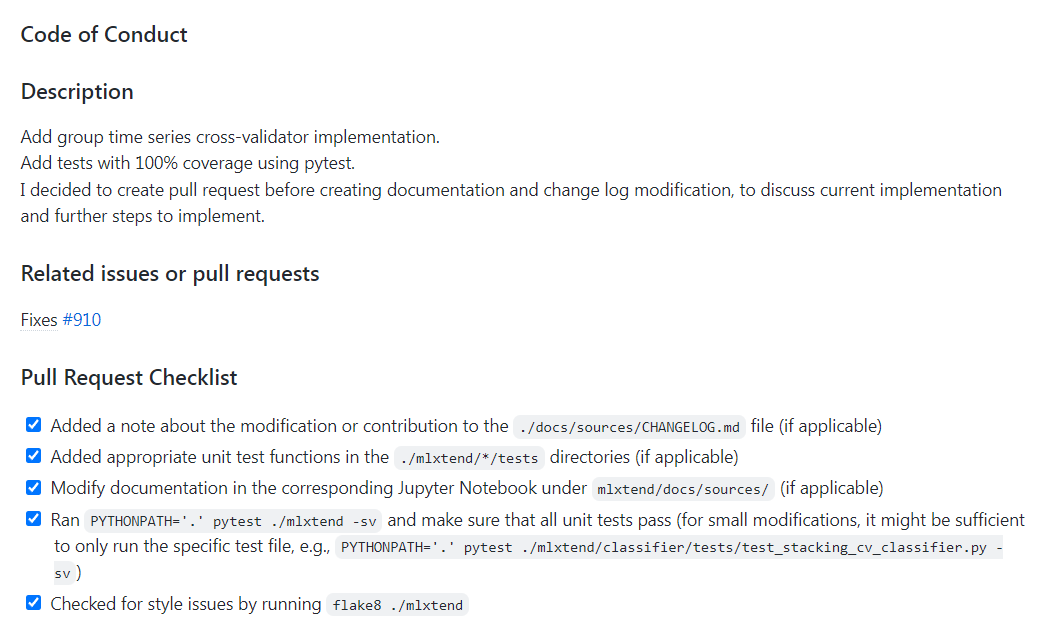 Code of Conduct
Description
Add group time series cross-validator implementation.
Add tests with 100% coverage using pytest.
I decided to create pull request before creating documentation and change log modification, to discuss current implementation
and further steps to implement.
Related issues or pull requests
Fixes #910
Pull Request Checklist
Added a note about the modification or contribution to the ./docs/sources/CHANGELOG.md file (if applicable)
Added appropriate unit test functions in the ./mlxtend/*/tests directories (if applicable)
Modify documentation in the corresponding Jupyter Notebook under mlxtend/docs/sources/ (if applicable)
Ran PYTHONPATH='.' pytest ./mlxtend -sv and make sure that all unit tests pass (for small modifications, it might be sufficient
to only run the specific test file, e.g., PYTHONPATH='.' pytest ./mlxtend/classifier/tests/test_stacking_cv_classifier.py -
sv )
Checked for style issues by running flake8 ./mlxtend